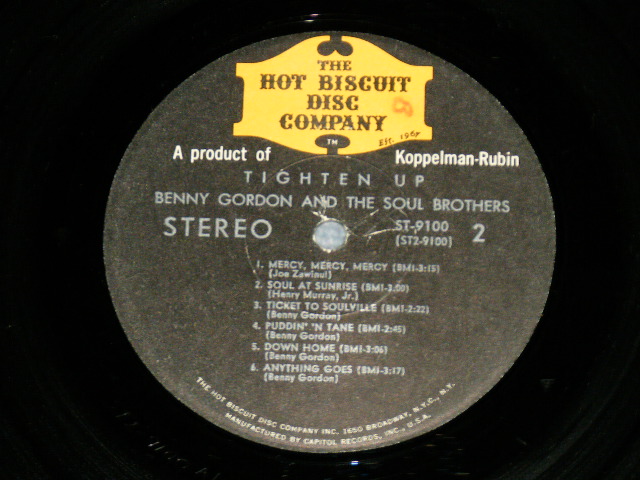 THE
HOT BISCUIT
DISC
COMPANY
EST. 1967
TM
A product of Koppelman-Rubin
TIGHTEN UP
BENNY GORDON AND THE SOUL BROTHERS
STEREO
ST-9100
(ST2-9100)
2
1. MERCY, MERCY, MERCY (BMI-3:15)
(Joe Zawinul)
2. SOUL AT SUNRISE (BMI-3:00)
(Henry Murray, Jr.)
3. TICKET TO SOULVILLE (BMI-2:22)
(Benny Gordon)
4. PUDDIN' 'N TANE (BMI-2:45)
(Benny Gordon)
5. DOWN HOME (BMI-3:06)
(Benny Gordon)
6. ANYTHING GOES (BMI-3:17)
(Benny Gordon)
THE HOT BISCUIT DISC COMPANY INC. 1650 BROADWAY, N.Y.C., N.Y.
MANUFACTURED BY CAPITOL RECORDS, INC., U.S.A.